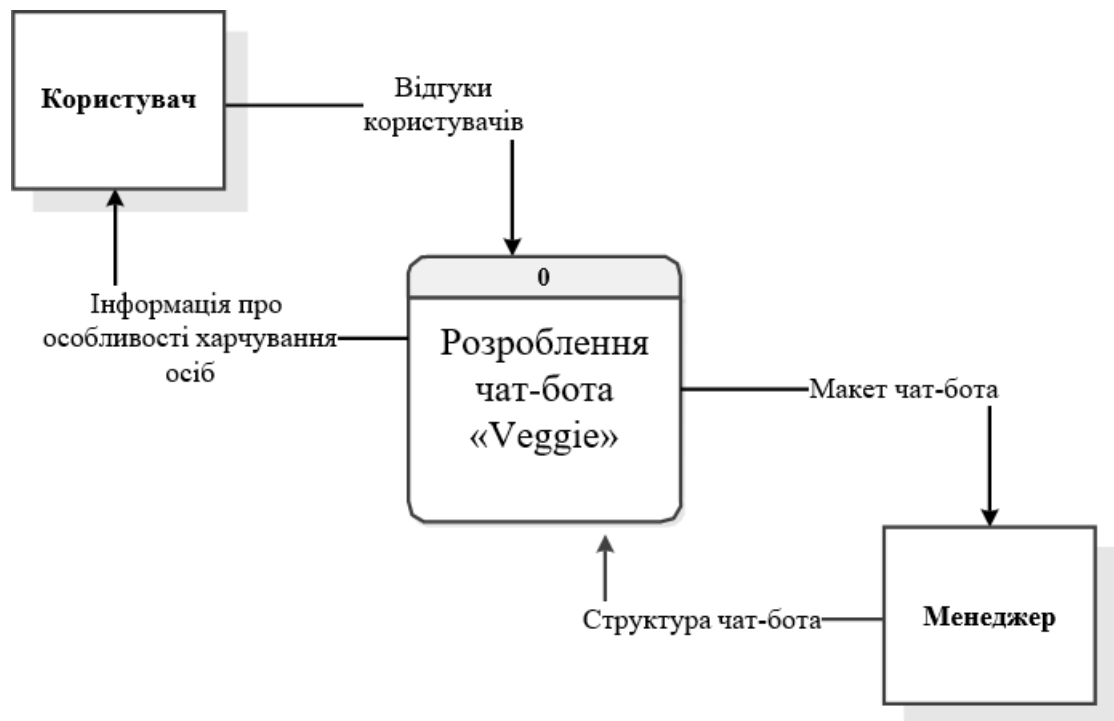 Користувач
Відгуки
користувачів
0
Інформація про
особливості харчування
осіб
Розроблення
чат-бота
«Veggie»
Макет чат-бота
Структура чат-бота
Менеджер